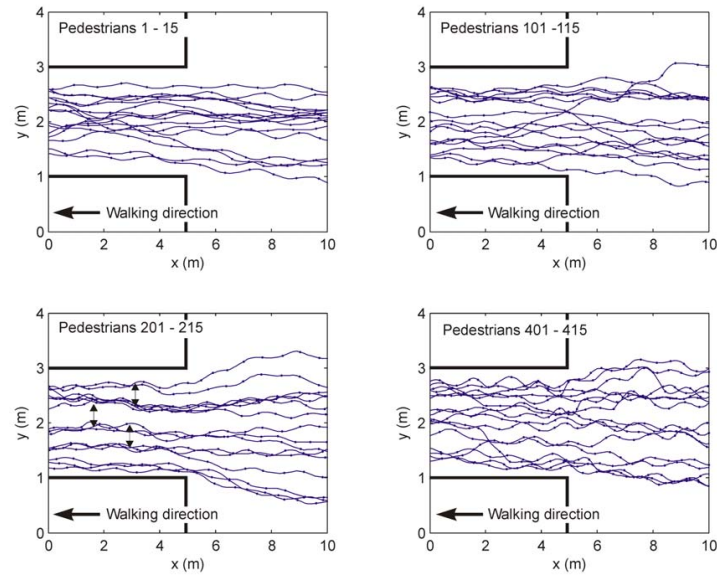 4
Pedestrians 1 - 15
3
y (m)
2
1
Walking direction
0
0 2 4 6 8 10
x (m)
4
Pedestrians 101 -115
3
y (m)
2
1
Walking direction
0
0 2 4 6 8 10
x (m)
4
Pedestrians 201 - 215
3
y (m)
2
1
Walking direction
0
0 2 4 6 8 10
x (m)
4
Pedestrians 401 - 415
3
y (m)
2
1
Walking direction
0
0 2 4 6 8 10
x (m)